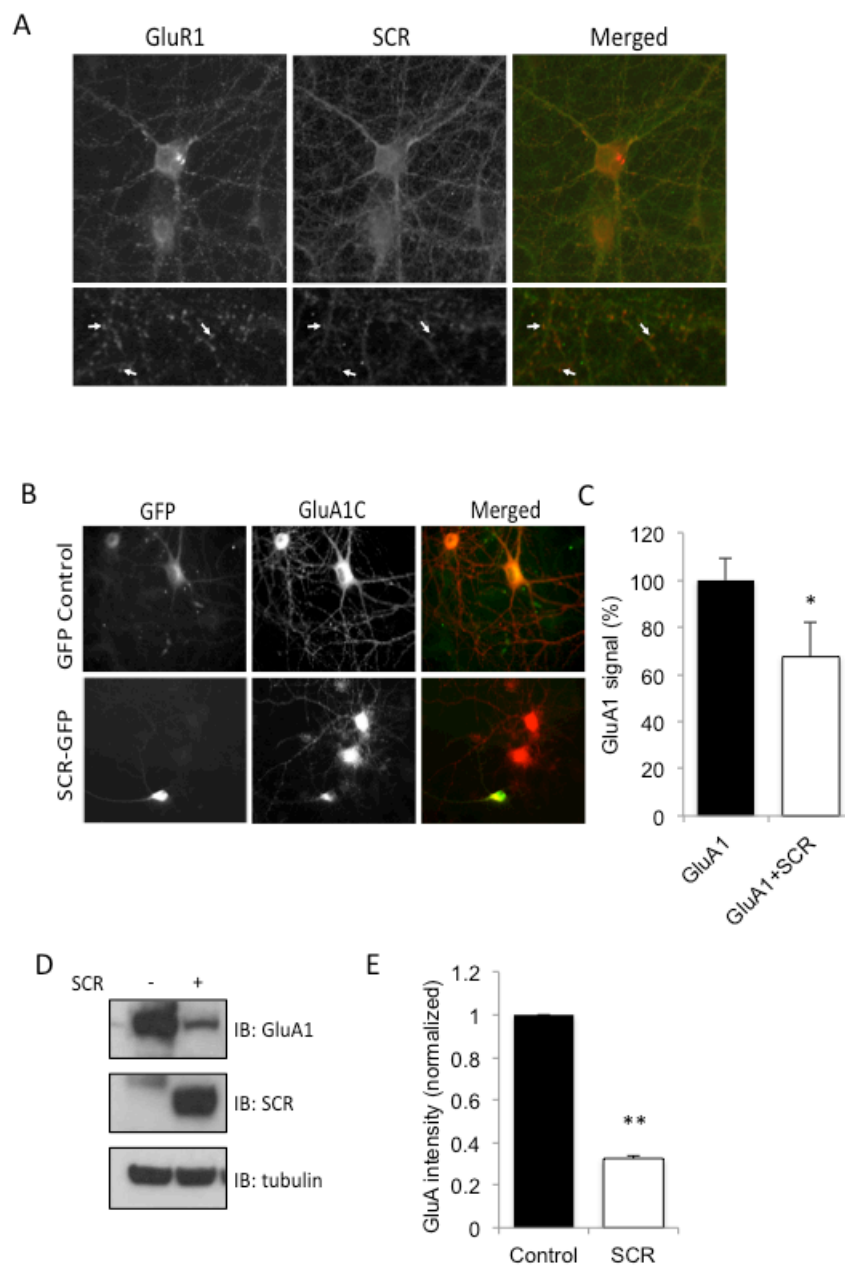 A
GluR1 SCR Merged
B
GFP GluA1C Merged
GFP Control
SCR-GFP
C
GluA1 signal (%)
120
100
80
60
40
20
0
*
GluA1
GluA1+SCR
D
SCR - +
IB: GluA1
IB: SCR
IB: tubulin
E
GluA intensity (normalized)
1.2
1
0.8
0.6
0.4
0.2
0
**
Control SCR